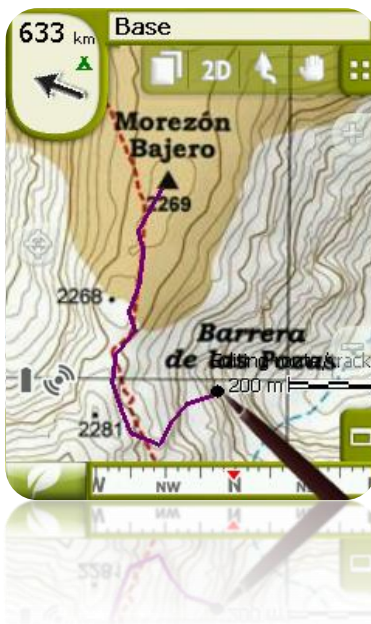 633 km
Base
2D
Morezón
Bajero
2269
2268
Barrera
de
200 m
2281
W NW N